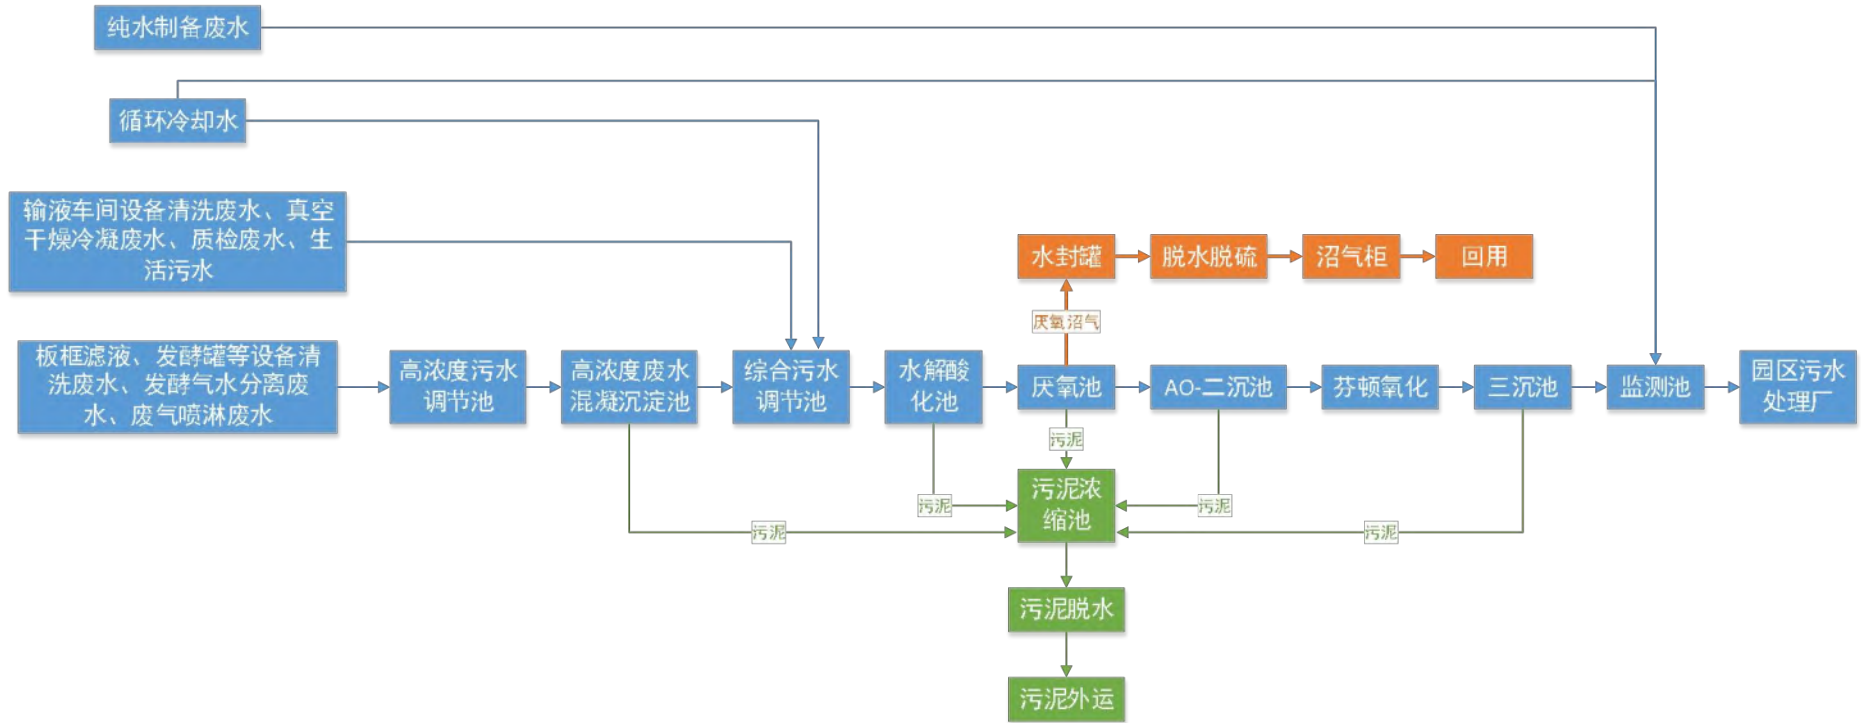 纯水制备废水
循环冷却水
输液车间设备清洗废水、真空
干燥冷凝废水、质检废水、生
活污水
水封罐
脱水脱硫
沼气柜
回用
厌氧沼气
板框滤液、发酵罐等设备清
洗废水、发酵气水分离废
水、废气喷淋废水
高浓度污水
调节池
高浓度废水
混凝沉淀池
综合污水
调节池
水解酸
化池
厌氧池
AO-二沉池
芬顿氧化
三沉池
监测池
园区污水
处理厂
污泥
污泥浓
缩池
污泥
污泥
污泥
污泥
污泥脱水
污泥外运